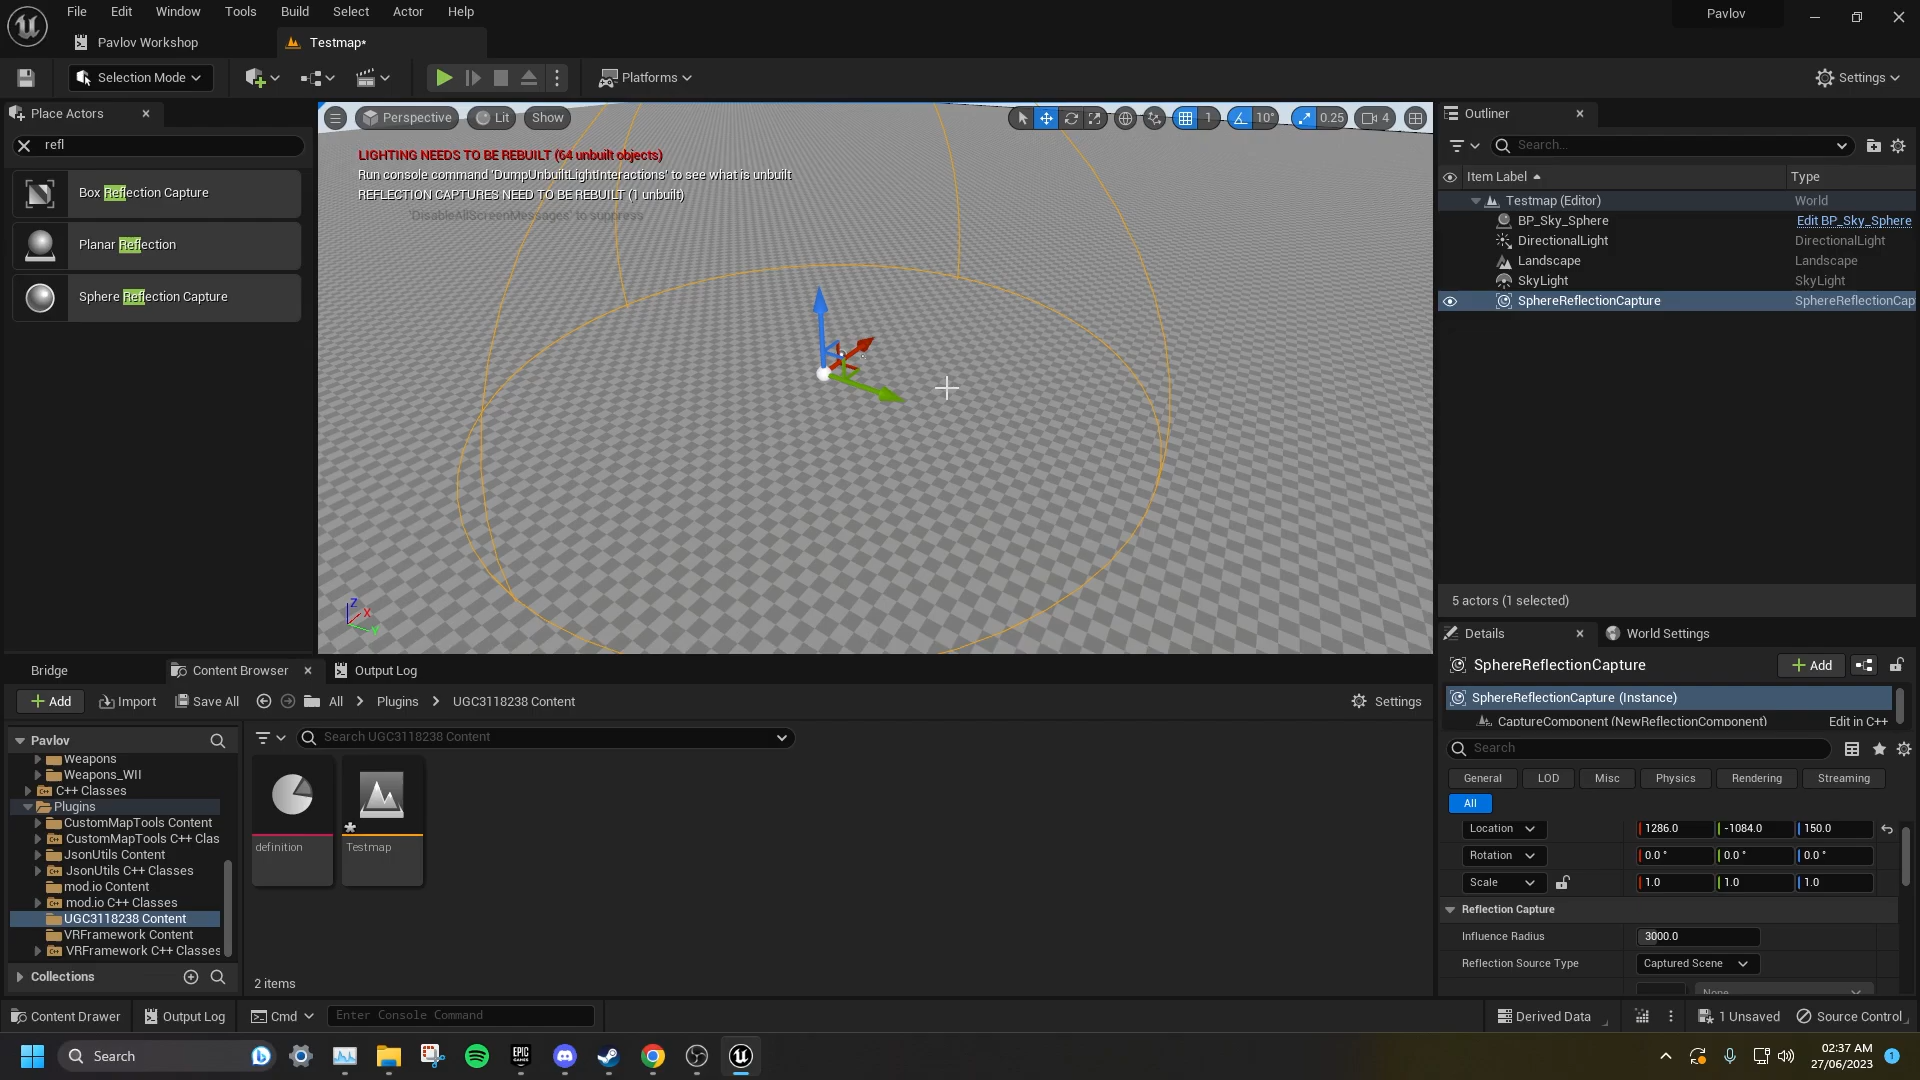 File Edit Window Tools Build Select Actor Help
Pavlov
Pavlov Workshop
Testmap*
Selection Mode
Platforms
Settings
Place Actors
refl
Box Reflection Capture
Planar Reflection
Sphere Reflection Capture
Perspective
Lit
Show
1
10°
0.25
4
LIGHTING NEEDS TO BE REBUILT (64 unbuilt objects)
Run console command 'DumpUnbuiltLightInteractions' to see what is unbuilt
REFLECTION CAPTURES NEED TO BE REBUILT (1 unbuilt)
'DisableAllScreenMessages' to suppress
Z
X
Y
Outliner
Search...
Item Label
Type
Testmap (Editor) World
BP_Sky_Sphere Edit BP_Sky_Sphere
DirectionalLight DirectionalLight
Landscape Landscape
SkyLight SkyLight
SphereReflectionCapture SphereReflectionCap
5 actors (1 selected)
Details
World Settings
SphereReflectionCapture
Add
SphereReflectionCapture (Instance)
CaptureComponent (NewReflectionComponent) Edit in C++
Search
General LOD Misc Physics Rendering Streaming
All
Location 1286.0 -1084.0 150.0
Rotation 0.0° 0.0° 0.0°
Scale 1.0 1.0 1.0
Reflection Capture
Influence Radius 3000.0
Reflection Source Type Captured Scene
None
Bridge
Content Browser
Output Log
Add
Import
Save All
All
Plugins
UGC3118238 Content
Settings
Pavlov
Weapons
Weapons_WII
C++ Classes
Plugins
CustomMapTools Content
CustomMapTools C++ Clas
JsonUtils Content
JsonUtils C++ Classes
mod.io Content
mod.io C++ Classes
UGC3118238 Content
VRFramework Content
VRFramework C++ Classes
Collections
Search UGC3118238 Content
definition
Testmap
2 items
Content Drawer
Output Log
Cmd
Enter Console Command
Derived Data
1 Unsaved
Source Control
Search
EPIC GAMES
02:37 AM
27/06/2023
1